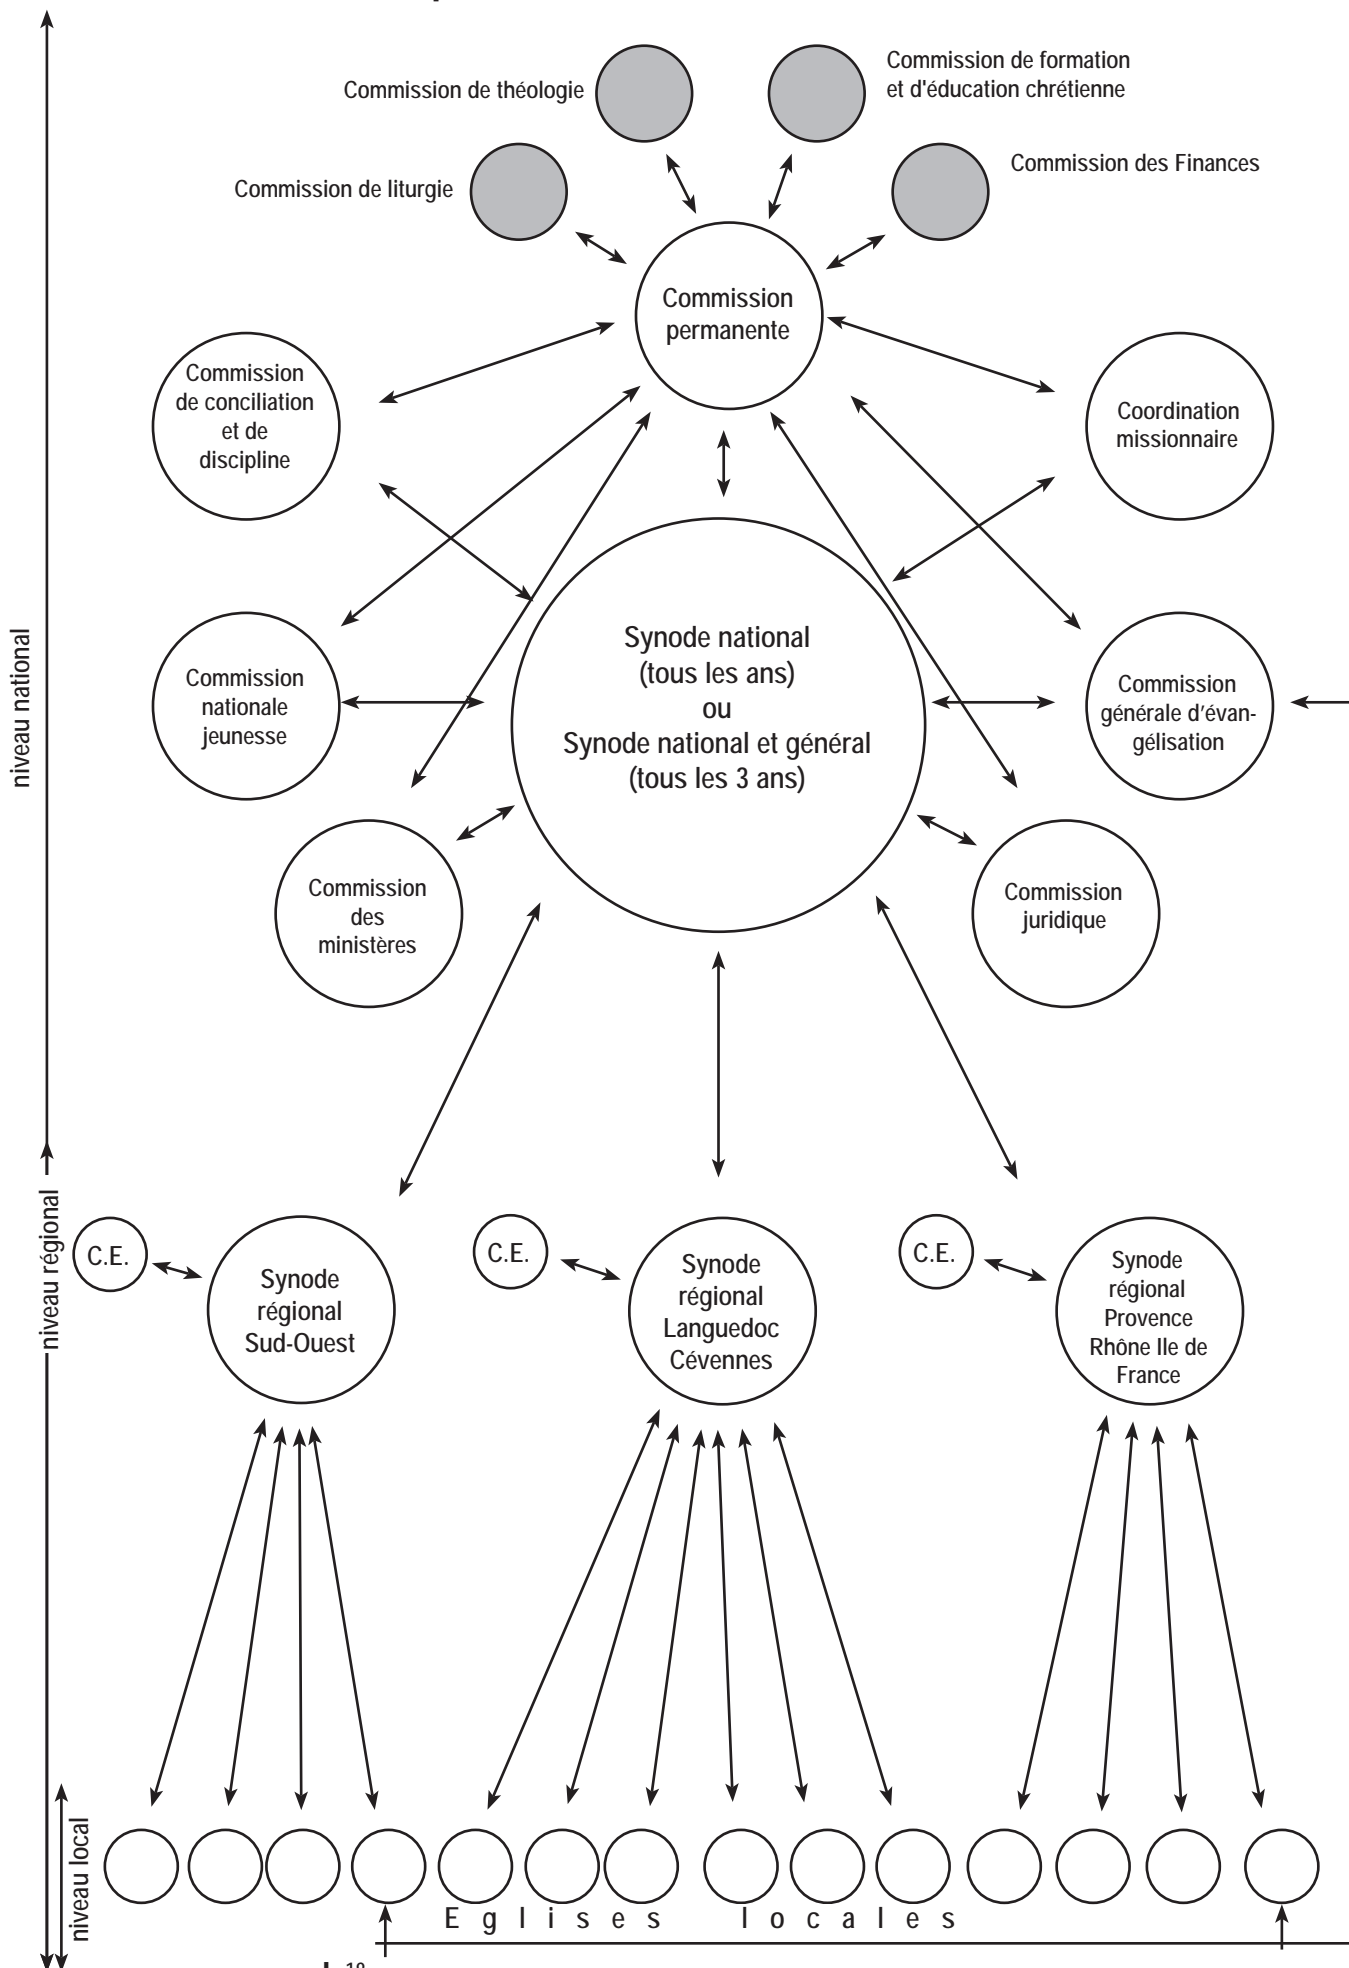 Commission de théologie
Commission de formation
et d'éducation chrétienne
Commission de liturgie
Commission des Finances
Commission
permanente
Commission
de conciliation
et de
discipline
Coordination
missionnaire
niveau national
Synode national
(tous les ans)
ou
Synode national et général
(tous les 3 ans)
Commission
nationale
jeunesse
Commission
générale d'évan-
gélisation
Commission
des
ministères
Commission
juridique
niveau régional
C.E.
Synode
régional
Sud-Ouest
C.E.
Synode
régional
Languedoc
Cévennes
C.E.
Synode
régional
Provence
Rhône Ile de
France
niveau local
Eglises locales